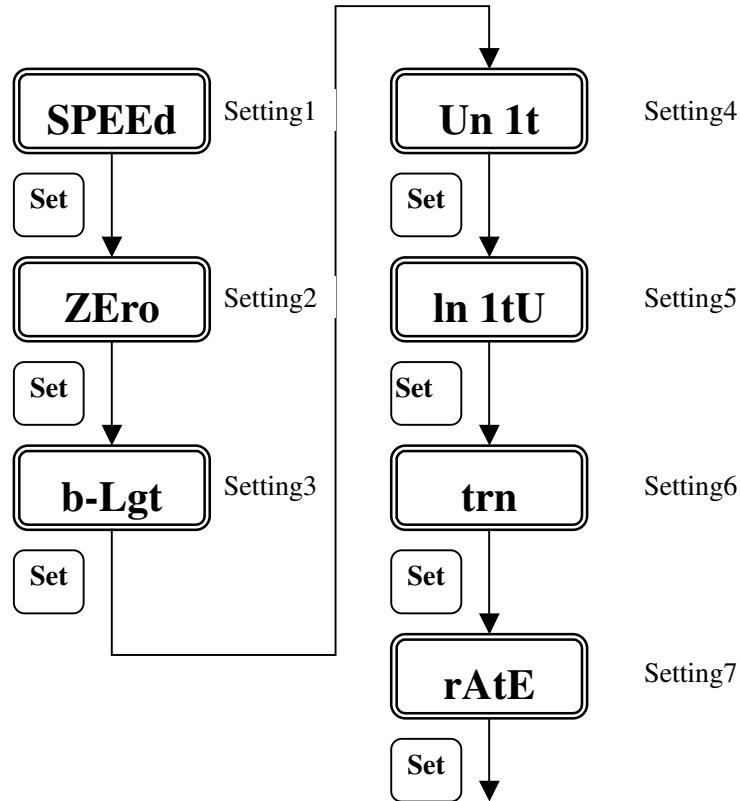 SPEEd
Setting1
Set
ZEro
Setting2
Set
b-Lgt
Setting3
Set
Un 1t
Setting4
Set
ln 1tU
Setting5
Set
trn
Setting6
Set
rAtE
Setting7
Set